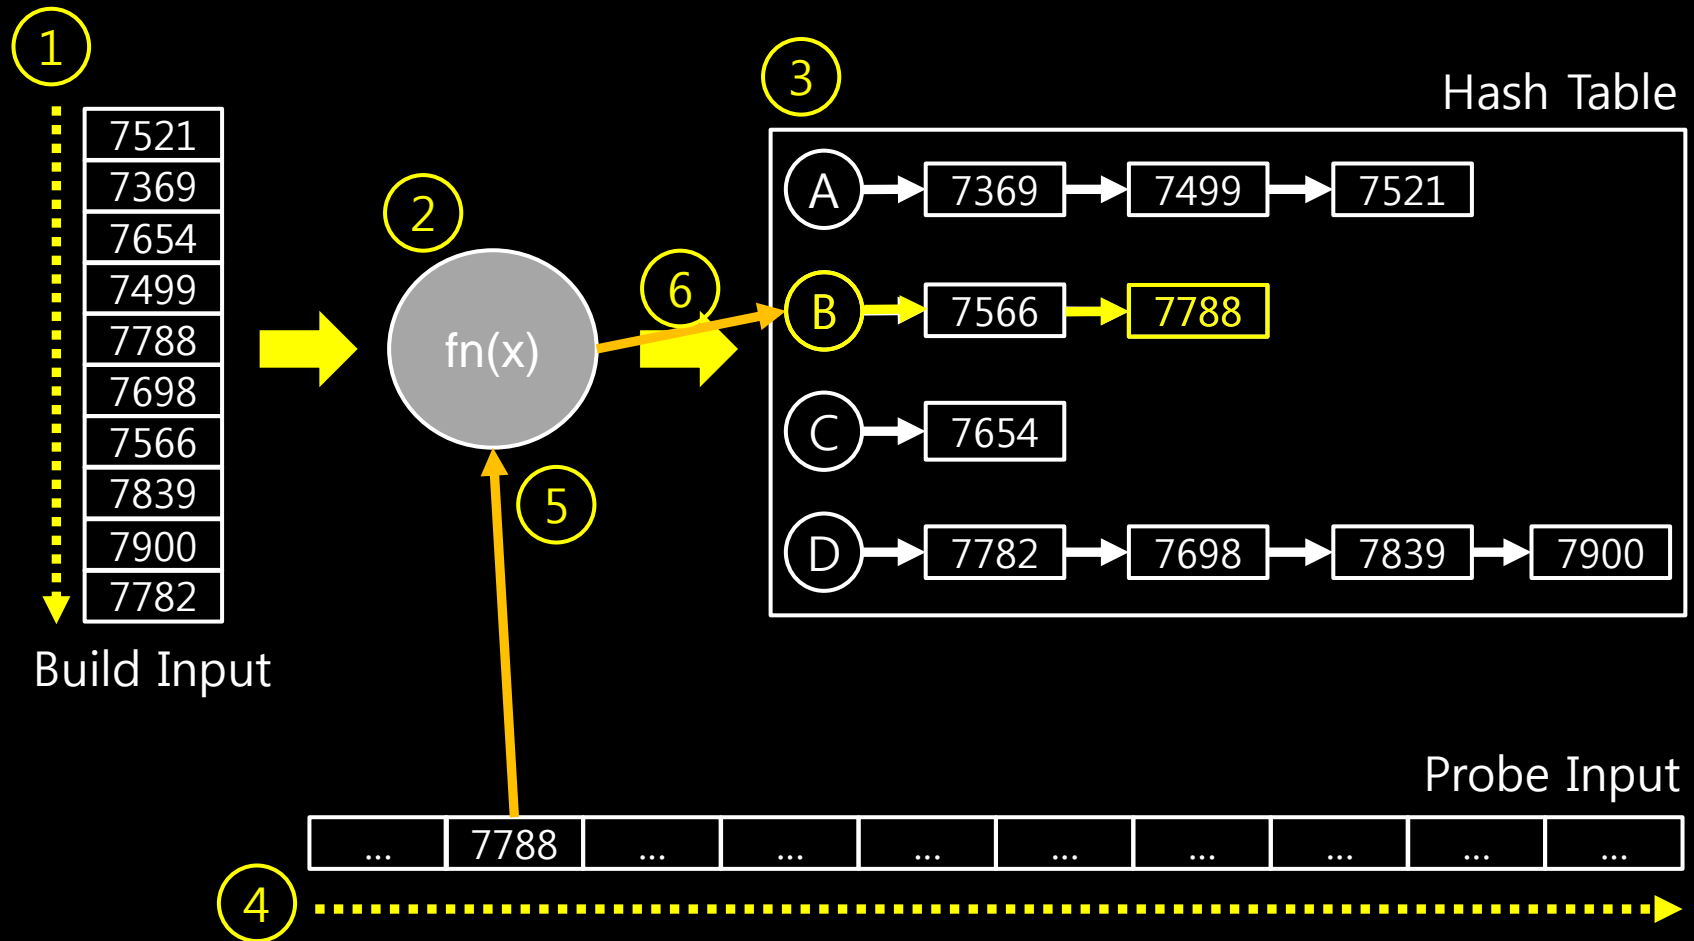 1
7521
7369
7654
7499
7788
7698
7566
7839
7900
7782
Build Input
2
fn(x)
6
5
3
Hash Table
A 7369 7499 7521
B 7566 7788
C 7654
D 7782 7698 7839 7900
Probe Input
... 7788 ... ... ... ... ... ... ... ...
4